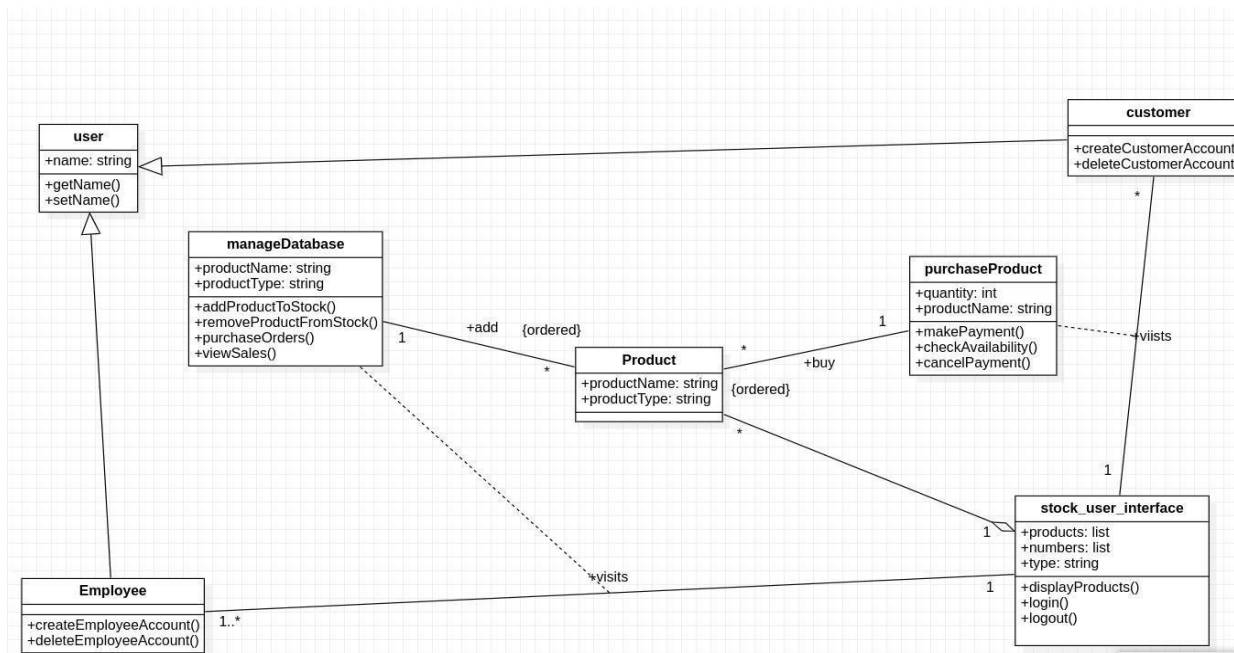 user
+name: string
+getName()
+setName()
customer
+createCustomerAccount
+deleteCustomerAccount
*
manageDatabase
+productName: string
+productType: string
+addProductToStock()
+removeProductFromStock()
+purchaseOrders()
+viewSales()
1
+add
{ordered}
*
Product
+productName: string
+productType: string
*
1
+buy
{ordered}
*
purchaseProduct
+quantity: int
+productName: string
+makePayment()
+checkAvailability()
+cancelPayment()
+viists
1
stock_user_interface
+products: list
+numbers: list
+type: string
+displayProducts()
+login()
+logout()
1
1
+visits
Employee
+createEmployeeAccount()
+deleteEmployeeAccount()
1..*